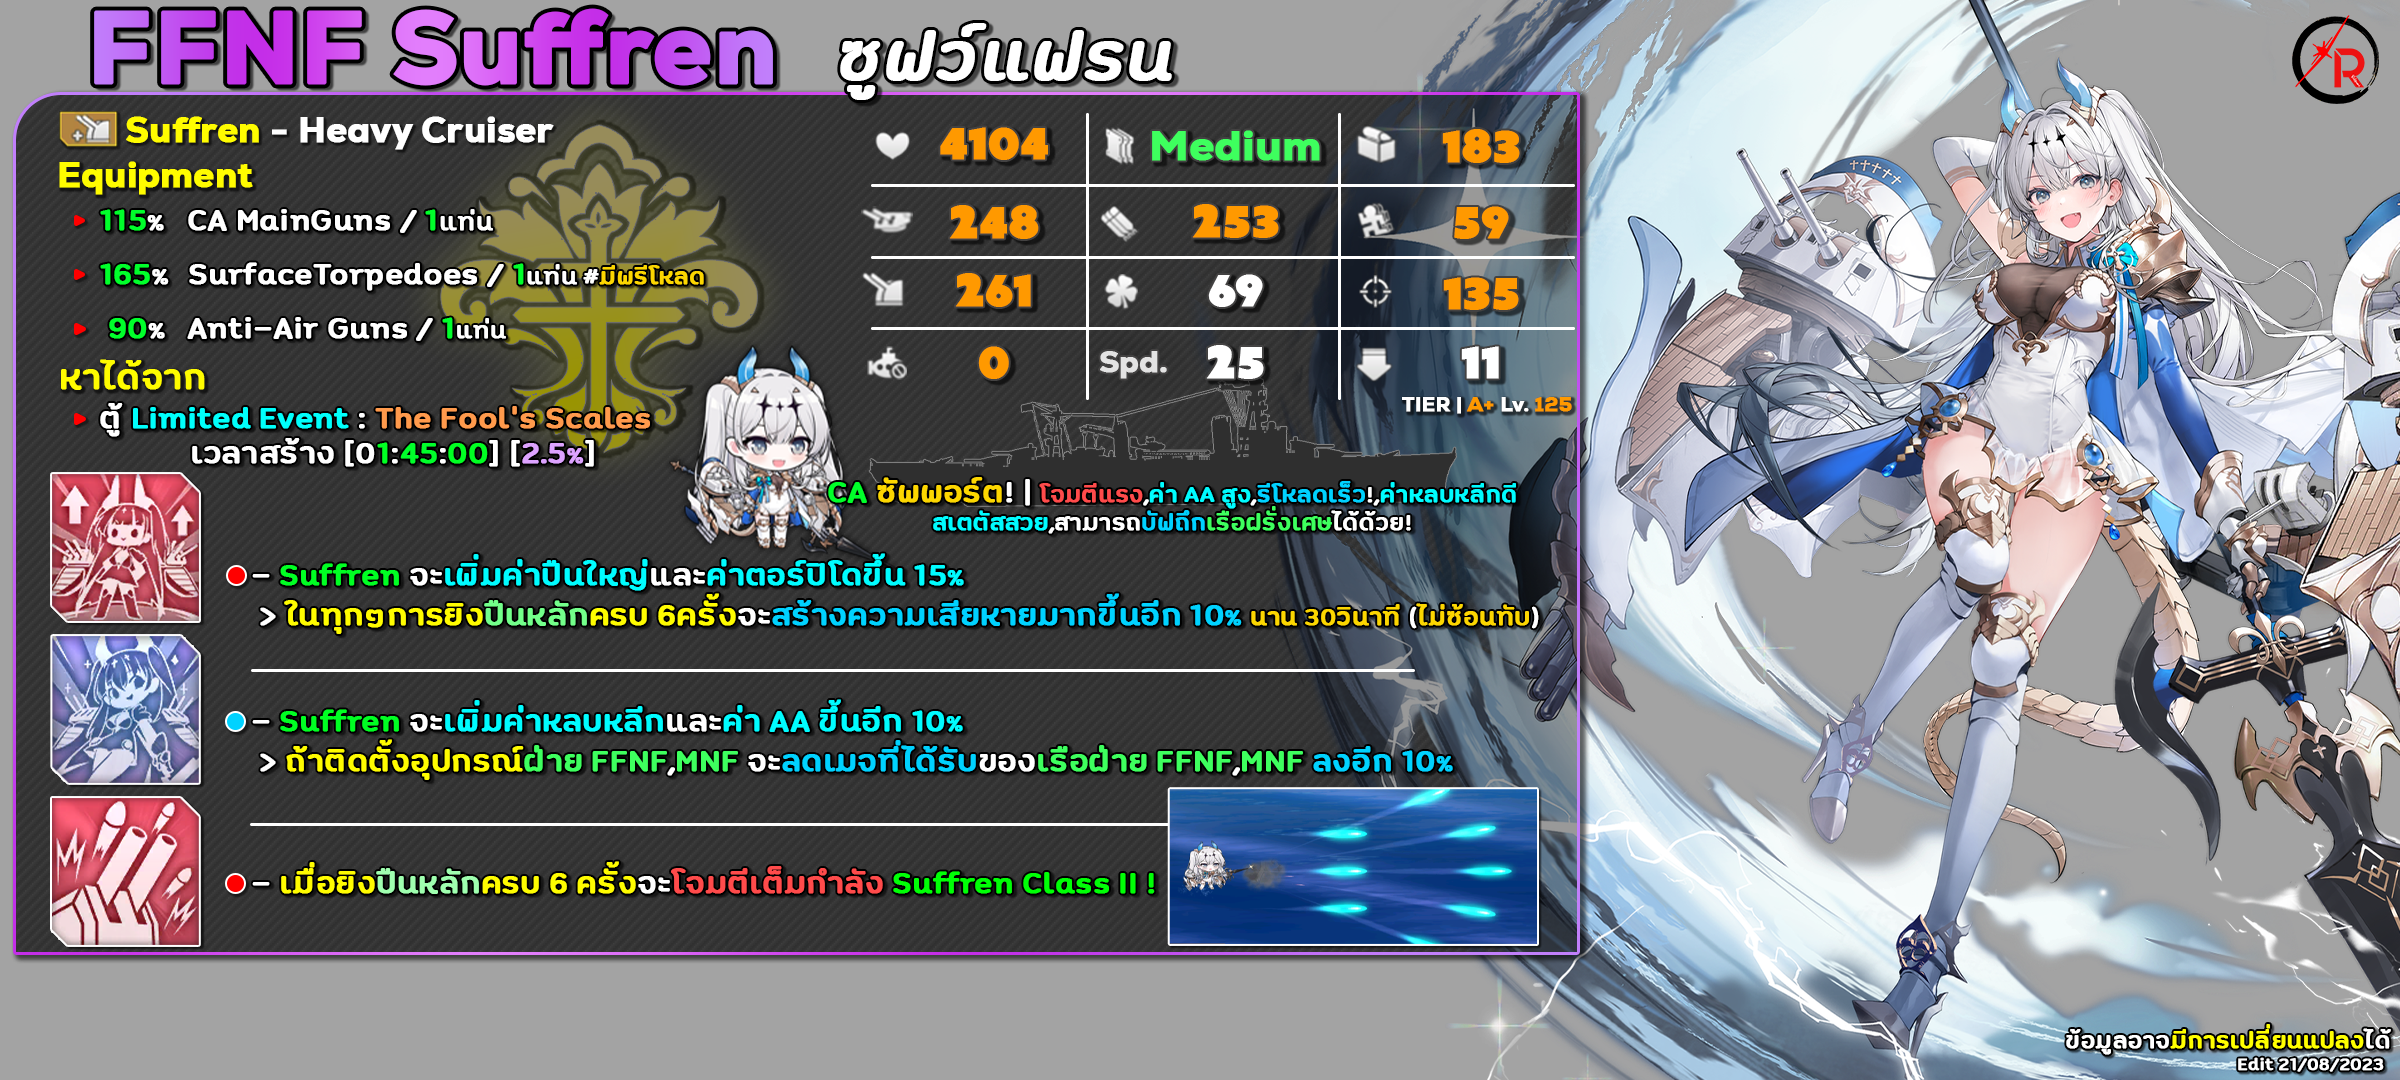 FFNF Suffren ซูฟว์แฟรน
R
Suffren - Heavy Cruiser
Equipment
115% CA MainGuns / 1แท่น
165% SurfaceTorpedoes / 1แท่น #มีพรีโหลด
90% Anti-Air Guns / 1แท่น
หาได้จาก
ตู้ Limited Event : The Fool's Scales
เวลาสร้าง [01:45:00] [2.5%]
4104 Medium 183
248 253 59
261 69 135
0 Spd. 25 11
TIER | A+ Lv. 125
CA ซัพพอร์ต! | โจมตีแรง,ค่า AA สูง,รีโหลดเร็ว!,ค่าหลบหลีกดี
สเตตัสสวย,สามารถบัฟถึกเรือฝรั่งเศษได้ด้วย!
- Suffren จะเพิ่มค่าปืนใหญ่และค่าตอร์ปิโดขึ้น 15%
> ในทุกๆการยิงปืนหลักครบ 6ครั้งจะสร้างความเสียหายมากขึ้นอีก 10% นาน 30วินาที (ไม่ซ้อนทับ)
- Suffren จะเพิ่มค่าหลบหลีกและค่า AA ขึ้นอีก 10%
> ถ้าติดตั้งอุปกรณ์ฝ่าย FFNF,MNF จะลดเมจที่ได้รับของเรือฝ่าย FFNF,MNF ลงอีก 10%
- เมื่อยิงปืนหลักครบ 6 ครั้งจะโจมตีเต็มกำลัง Suffren Class II !
ข้อมูลอาจมีการเปลี่ยนแปลงได้
Edit 21/08/2023